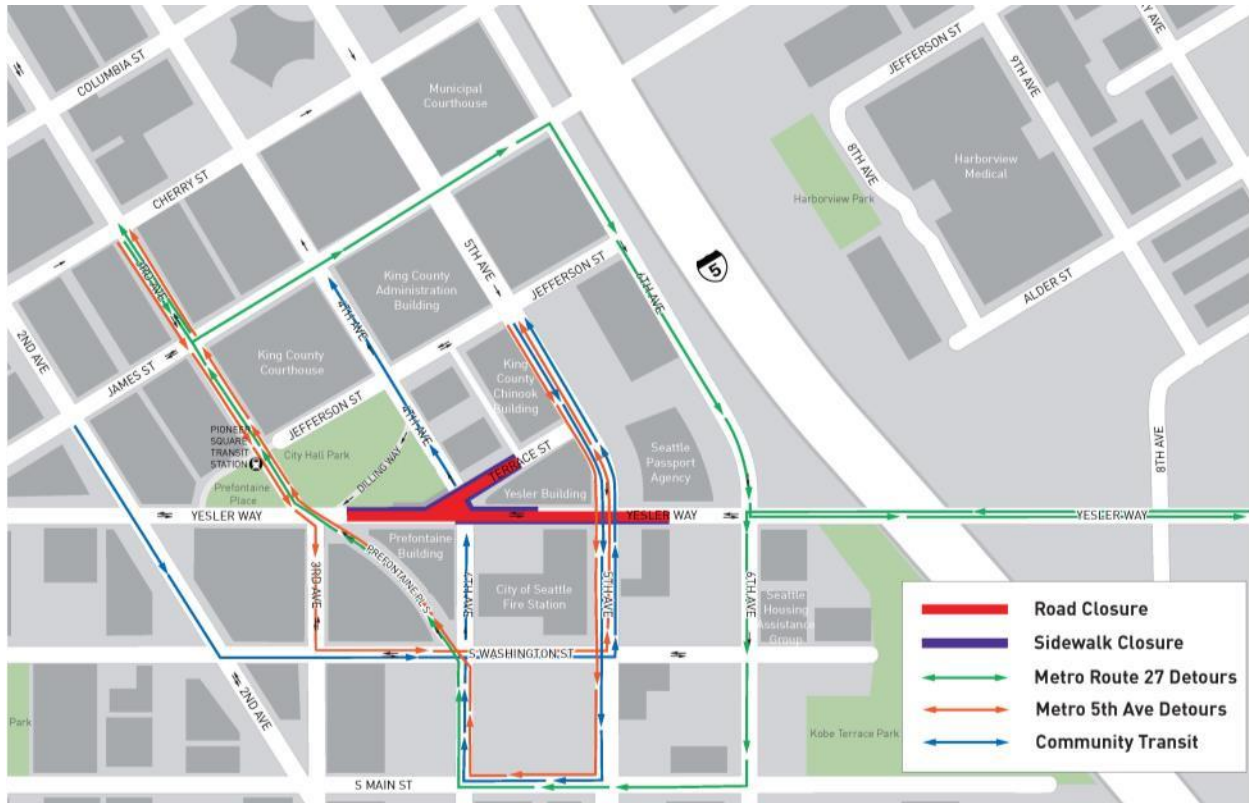 COLUMBIA ST
Municipal
Courthouse
JEFFERSON ST
9TH AVE
8TH AVE
Harborview
Medical
Harborview Park
8TH AVE
CHERRY ST
5TH AVE
5
3RD AVE
King County
Administration
Building
JEFFERSON ST
6TH AVE
ALDER ST
2ND AVE
4TH AVE
JAMES ST
King County
Courthouse
King
County
Chinook
Building
JEFFERSON ST
4TH AVE
PIONEER
SQUARE
TRANSIT
STATION
City Hall Park
DILLING WAY
TERRACE ST
Seattle
Passport
Agency
8TH AVE
Prefontaine
Place
Yesler Building
YESLER WAY
YESLER WAY
YESLER WAY
Prefontaine
Building
PREFONTAINE PL S
3RD AVE
4TH AVE
City of Seattle
Fire Station
5TH AVE
6TH AVE
Seattle
Housing
Assistance
Group
S WASHINGTON ST
2ND AVE
Park
Kobe Terrace Park
S MAIN ST
Road Closure
Sidewalk Closure
Metro Route 27 Detours
Metro 5th Ave Detours
Community Transit